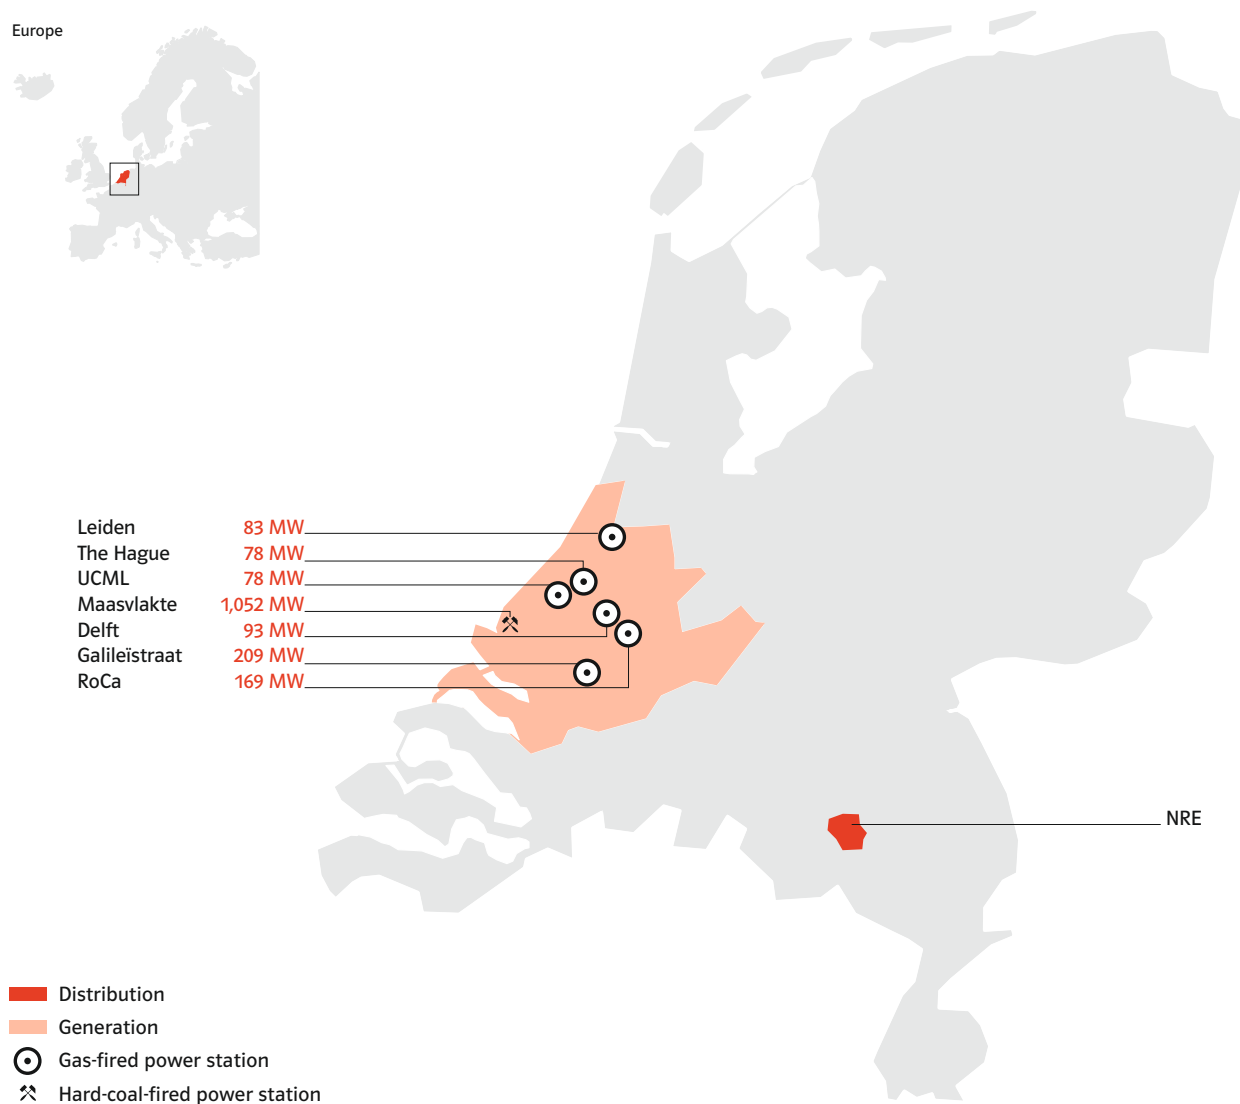 Europe
Leiden 83 MW
The Hague 78 MW
UCML 78 MW
Maasvlakte 1,052 MW
Delft 93 MW
Galileïstraat 209 MW
RoCa 169 MW
NRE
Distribution
Generation
Gas-fired power station
Hard-coal-fired power station